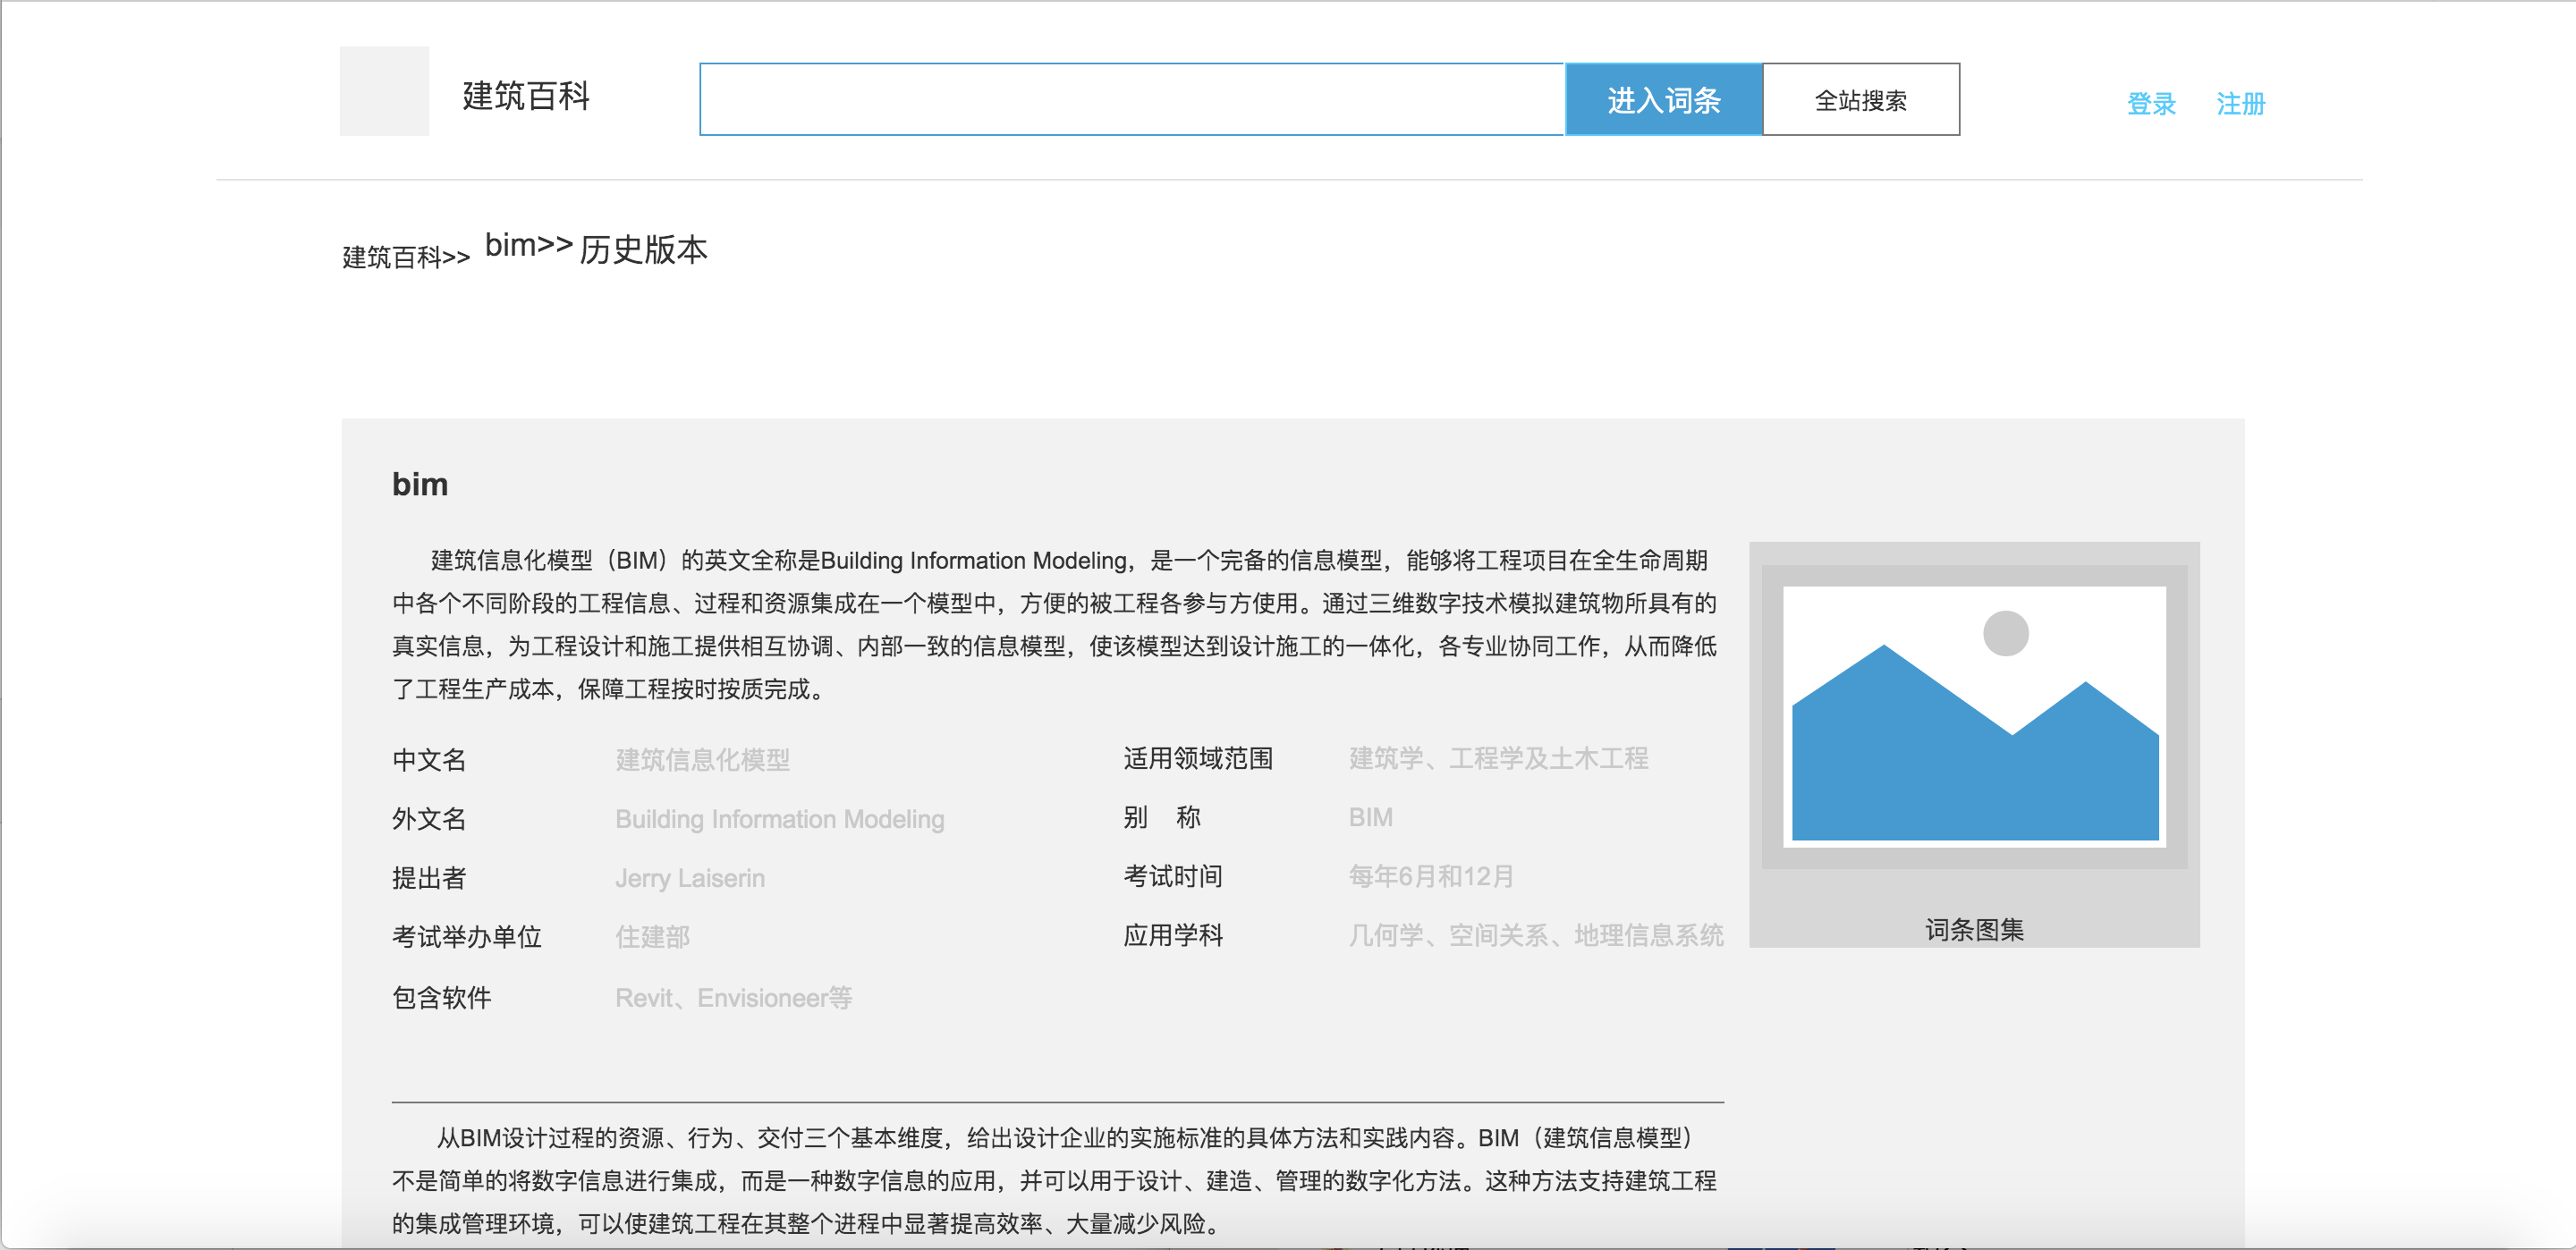 建筑百科
进入词条
全站搜索
登录 注册
建筑百科>> bim>> 历史版本
bim
建筑信息化模型（BIM）的英文全称是Building Information Modeling，是一个完备的信息模型，能够将工程项目在全生命周期
中各个不同阶段的工程信息、过程和资源集成在一个模型中，方便的被工程各参与方使用。通过三维数字技术模拟建筑物所具有的
真实信息，为工程设计和施工提供相互协调、内部一致的信息模型，使该模型达到设计施工的一体化，各专业协同工作，从而降低
了工程生产成本，保障工程按时按质完成。
中文名 建筑信息化模型 适用领域范围 建筑学、工程学及土木工程
外文名 Building Information Modeling 别 称 BIM
提出者 Jerry Laiserin 考试时间 每年6月和12月
考试举办单位 住建部 应用学科 几何学、空间关系、地理信息系统
包含软件 Revit、Envisioneer等
词条图集
从BIM设计过程的资源、行为、交付三个基本维度，给出设计企业的实施标准的具体方法和实践内容。BIM（建筑信息模型）
不是简单的将数字信息进行集成，而是一种数字信息的应用，并可以用于设计、建造、管理的数字化方法。这种方法支持建筑工程
的集成管理环境，可以使建筑工程在其整个进程中显著提高效率、大量减少风险。